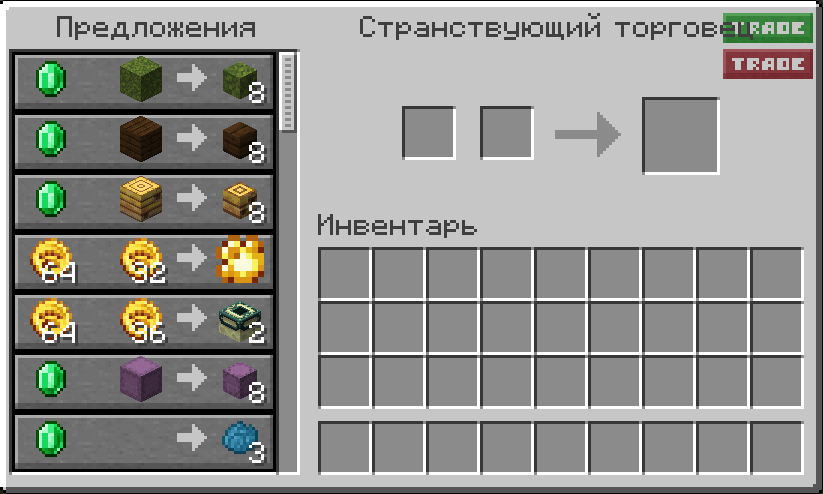 Предложения
Странствующий торговец
TRADE
TRADE
Инвентарь
8
8
8
64 32
64 96
2
8
3